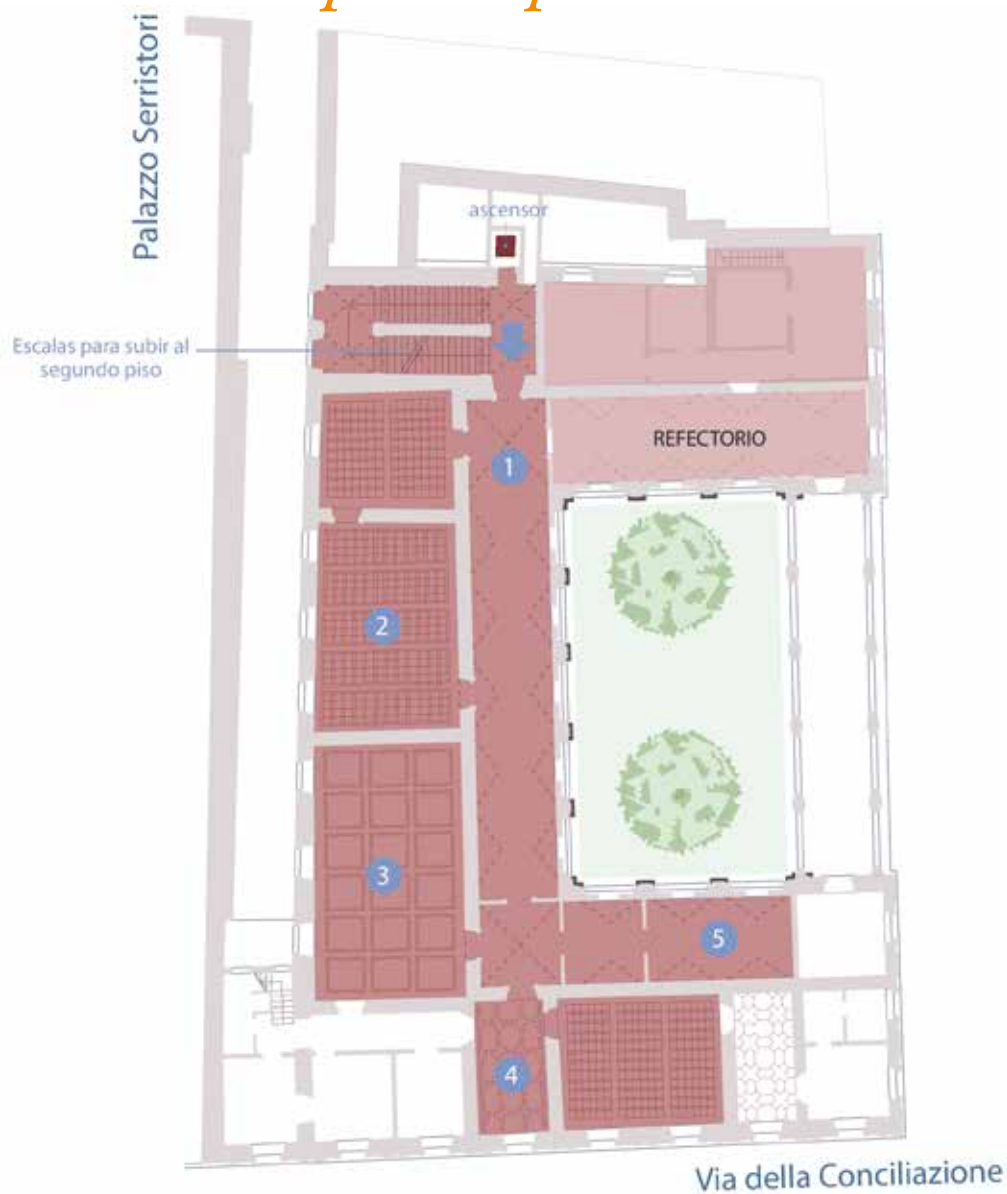 Palazzo Serristori
ascensor
Escalas para subir al
segundo piso
REFECTORIO
1
2
3
5
4
Via della Conciliazione